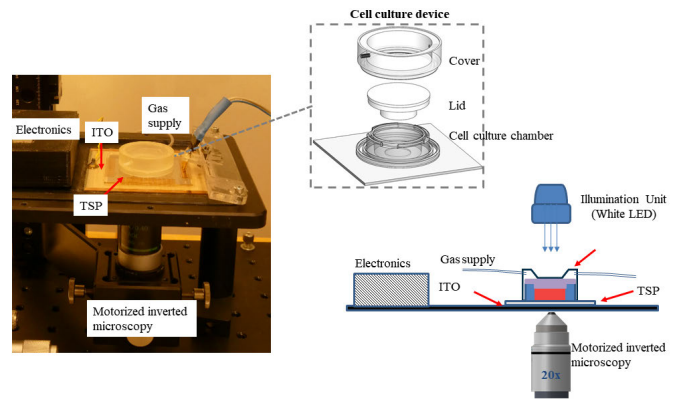 Cell culture device
Cover
Lid
Cell culture chamber
Gas
supply
Electronics
ITO
TSP
Motorized inverted
microscopy
Illumination Unit
(White LED)
Electronics
Gas supply
ITO
TSP
Motorized inverted
microscopy
20x